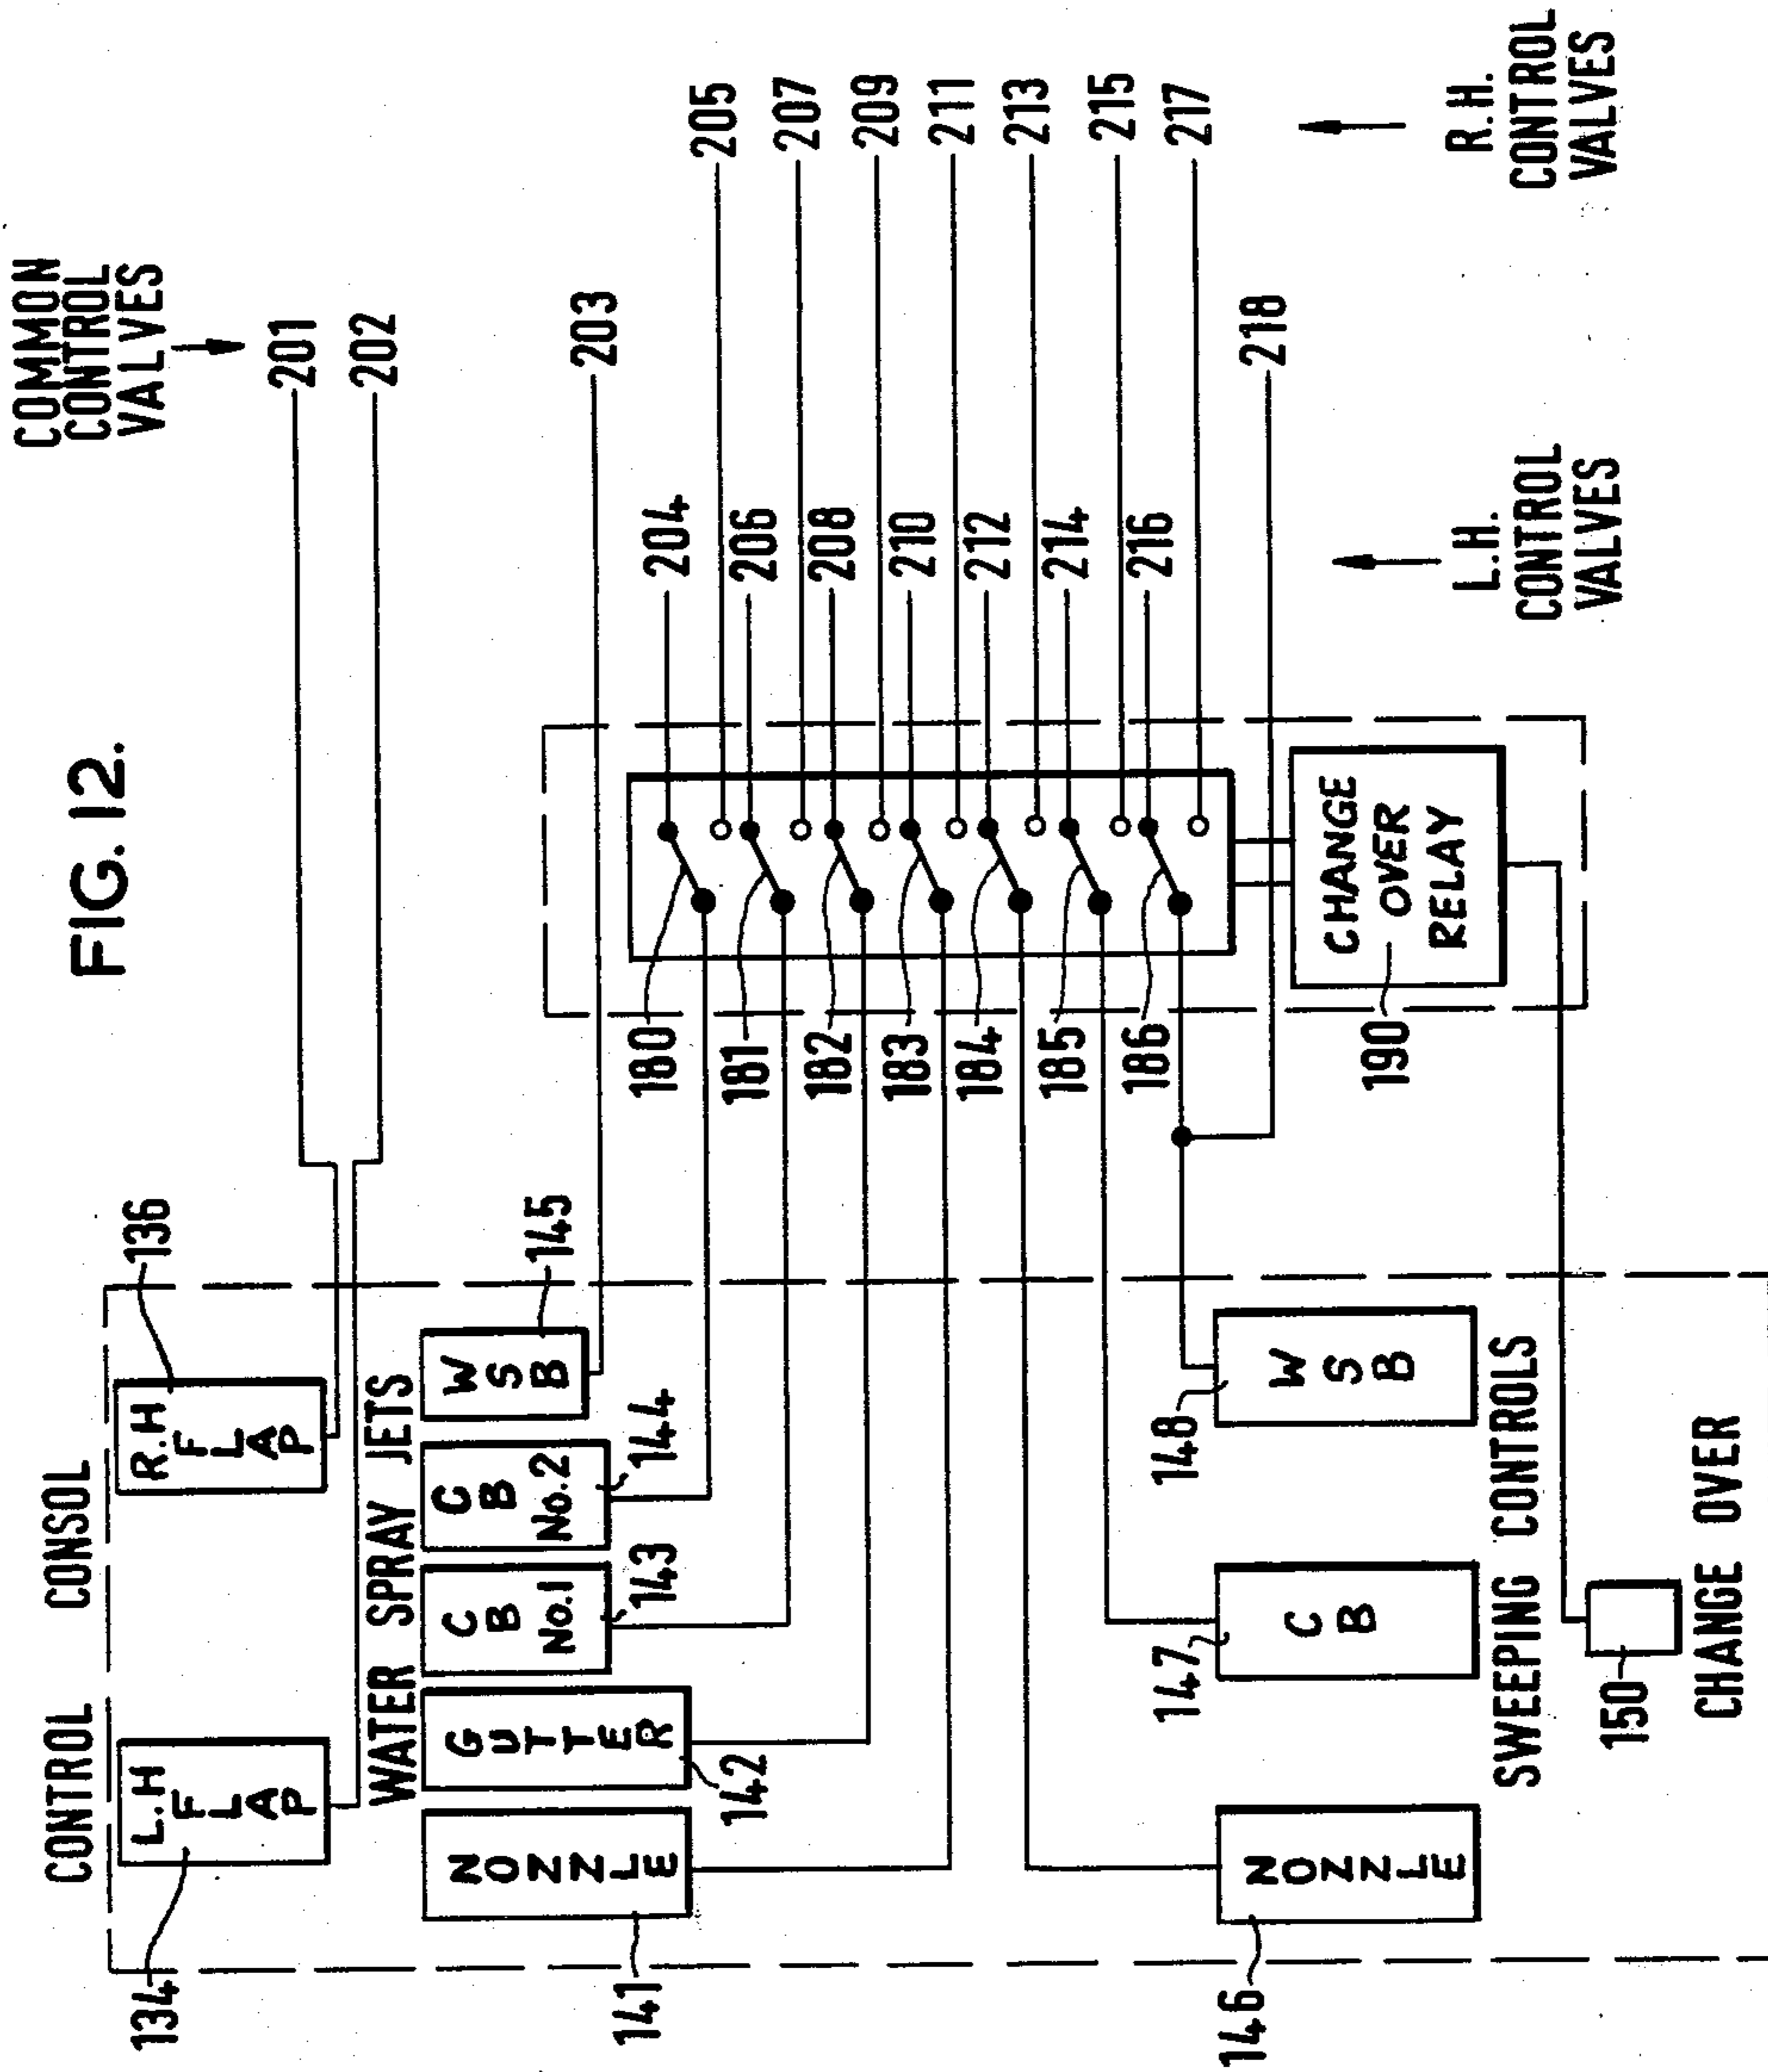 FIG. 12.
COMMON
CONTROL
VALVES
201
202
203
CONTROL CONSOL
134
L.H
FLAP
R.H
FLAP
136
WATER SPRAY JETS
141
NOZZLE
GUTTER
142
C
B
No.1
143
C
B
No.2
144
W
S
B
145
180
181
182
183
184
185
186
190
204
205
206
207
208
209
210
211
212
213
214
215
216
217
218
CHANGE
OVER
RELAY
146
NOZZLE
147
C
B
148
W
S
B
SWEEPING CONTROLS
150
CHANGE OVER
L.H.
CONTROL
VALVES
R.H.
CONTROL
VALVES